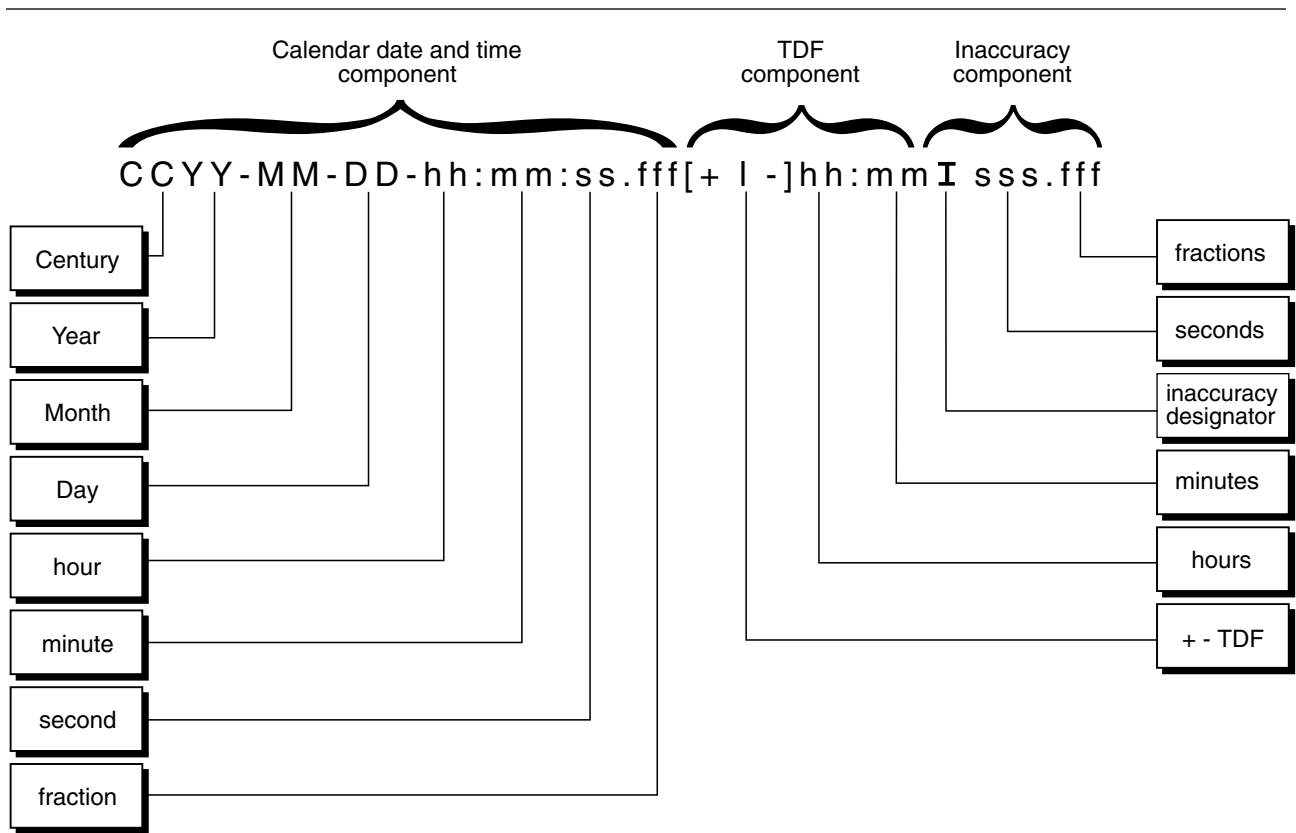 Calendar date and time
component
TDF
component
Inaccuracy
component
CCYY-MM-DD-hh:mm:ss.fff[+ | -]hh:mmI sss.fff
Century
Year
Month
Day
hour
minute
second
fraction
fractions
seconds
inaccuracy
designator
minutes
hours
+ - TDF